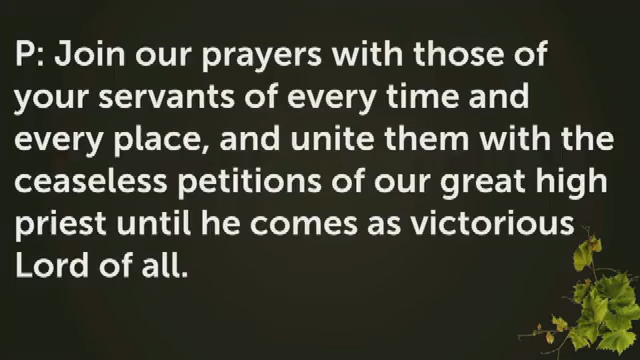 P: Join our prayers with those of
your servants of every time and
every place, and unite them with the
ceaseless petitions of our great high
priest until he comes as victorious
Lord of all.